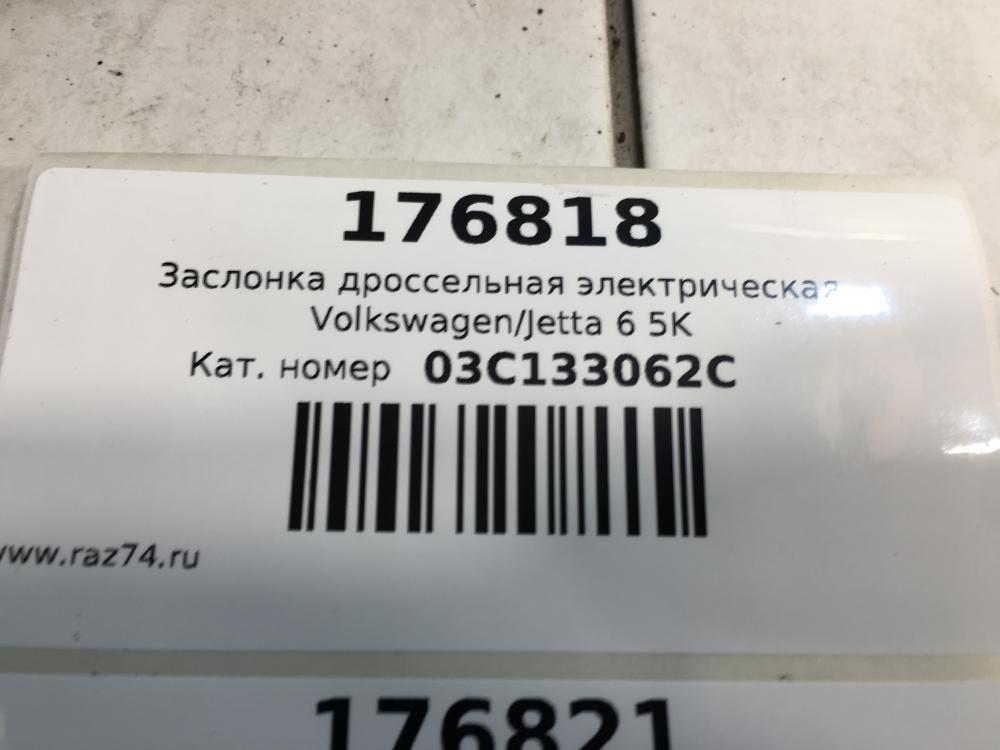 176818
Заслонка дроссельная электрическая
Volkswagen/Jetta 6 5K
Кат. номер 03C133062C
www.raz74.ru
176821